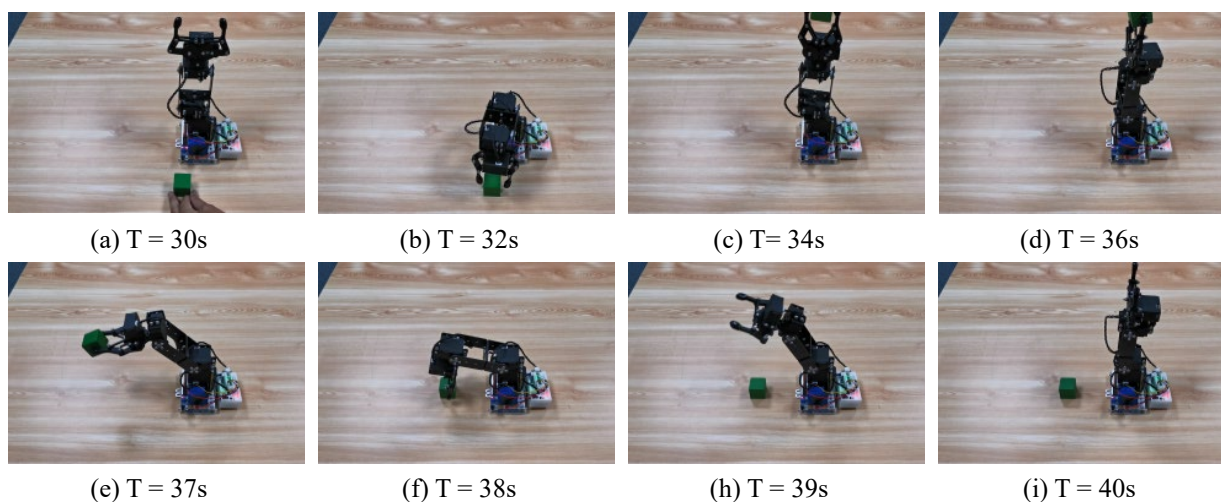 (a) T = 30s
(b) T = 32s
(c) T= 34s
(d) T = 36s
(e) T = 37s
(f) T = 38s
(h) T = 39s
(i) T = 40s